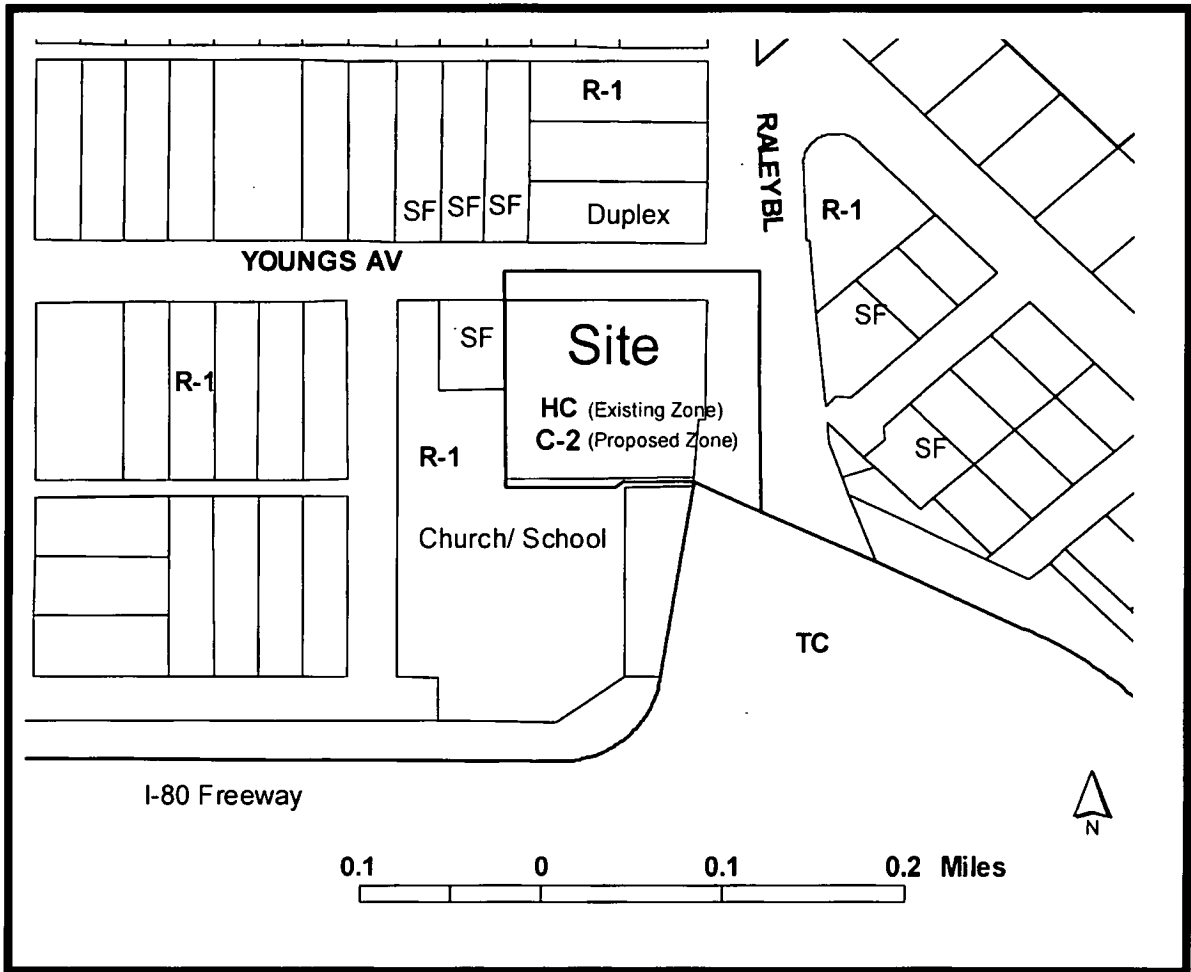 R-1
RALEY BL
R-1
SF SF SF
Duplex
YOUNGS AV
SF
SF
Site
R-1
HC (Existing Zone)
C-2 (Proposed Zone)
SF
R-1
Church/ School
TC
I-80 Freeway
N
0.1 0 0.1 0.2 Miles